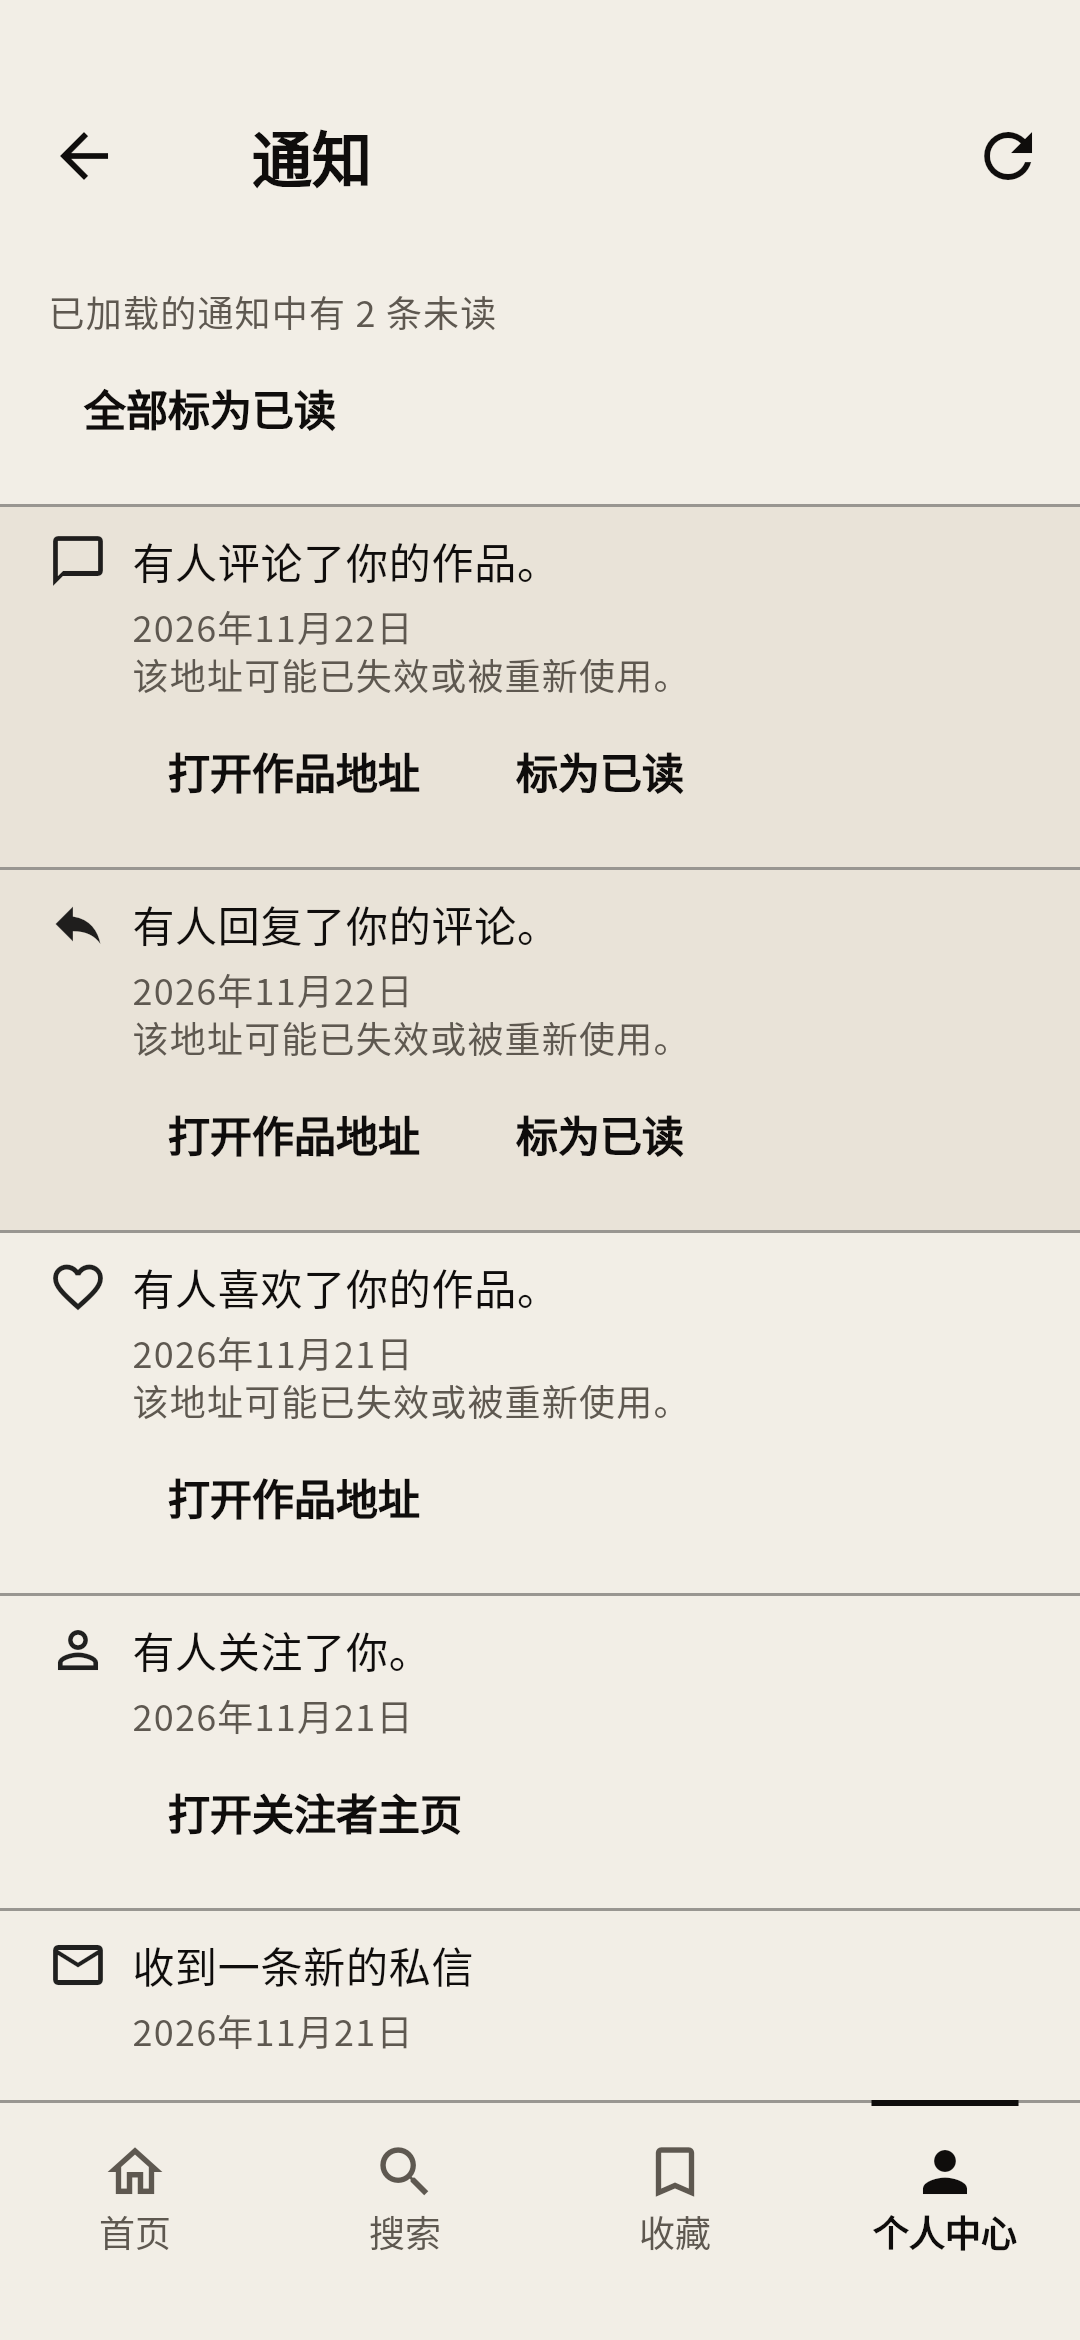 通知
已加载的通知中有 2 条未读
全部标为已读
有人评论了你的作品。
2026年11月22日
该地址可能已失效或被重新使用。
打开作品地址 标为已读
有人回复了你的评论。
2026年11月22日
该地址可能已失效或被重新使用。
打开作品地址 标为已读
有人喜欢了你的作品。
2026年11月21日
该地址可能已失效或被重新使用。
打开作品地址
有人关注了你。
2026年11月21日
打开关注者主页
收到一条新的私信
2026年11月21日
首页 搜索 收藏 个人中心